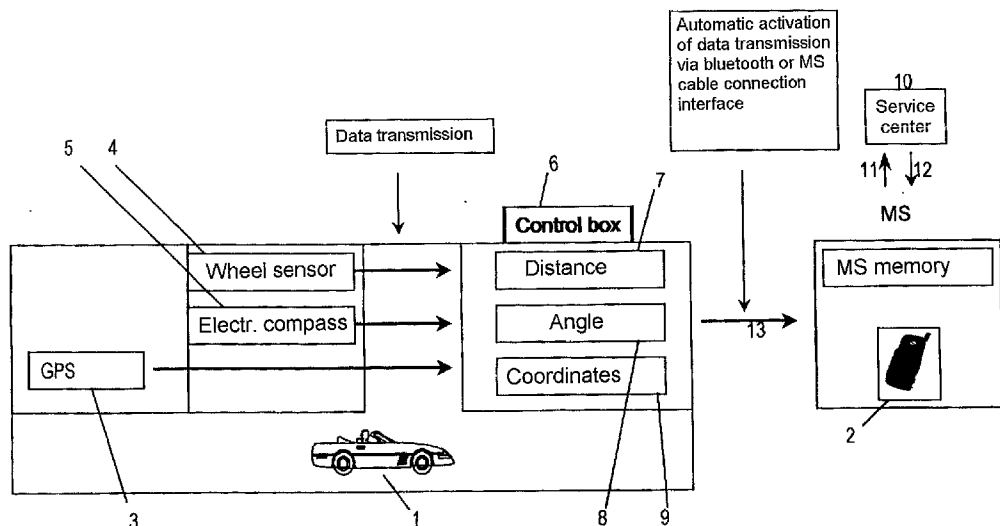 Automatic activation
of data transmission
via bluetooth or MS
cable connection
interface
10
Service
center
11
12
MS
Data transmission
5
4
6
7
Control box
Wheel sensor
Distance
MS memory
Electr. compass
Angle
13
GPS
Coordinates
2
3
1
8
9